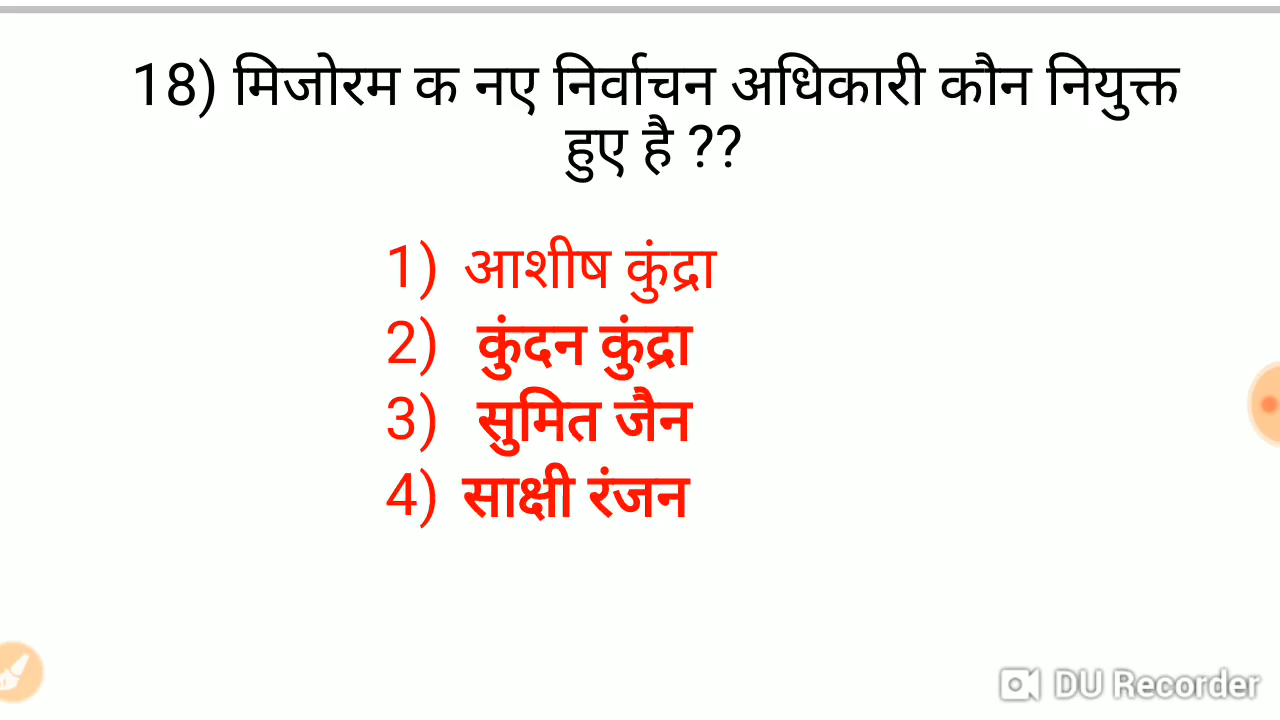 18) मिजोरम क नए निर्वाचन अधिकारी कौन नियुक्त
हुए है ??
1) आशीष कुंद्रा
2) कुंदन कुंद्रा
3) सुमित जैन
4) साक्षी रंजन
DU Recorder